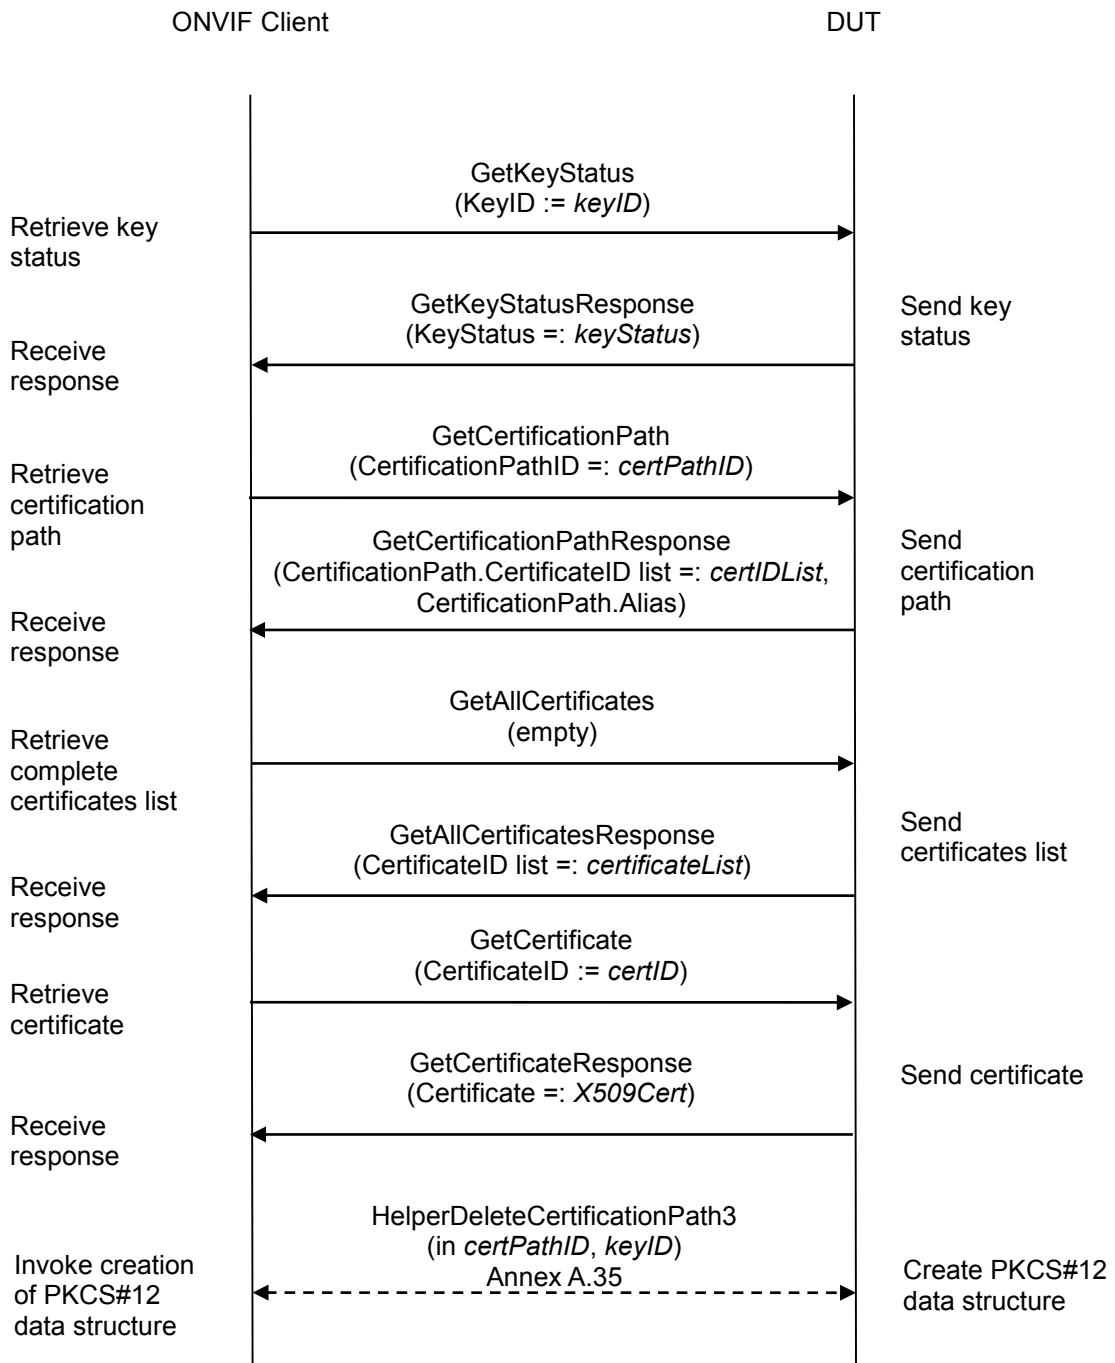 ONVIF Client
DUT
GetKeyStatus
(KeyID := keyID)
Retrieve key
status
GetKeyStatusResponse
(KeyStatus =: keyStatus)
Send key
status
Receive
response
GetCertificationPath
(CertificationPathID =: certPathID)
Retrieve
certification
path
GetCertificationPathResponse
(CertificationPath.CertificateID list =: certIDList,
CertificationPath.Alias)
Send
certification
path
Receive
response
GetAllCertificates
(empty)
Retrieve
complete
certificates list
GetAllCertificatesResponse
(CertificateID list =: certificateList)
Send
certificates list
Receive
response
GetCertificate
(CertificateID := certID)
Retrieve
certificate
GetCertificateResponse
(Certificate =: X509Cert)
Send certificate
Receive
response
HelperDeleteCertificationPath3
(in certPathID, keyID)
Annex A.35
Invoke creation
of PKCS#12
data structure
Create PKCS#12
data structure